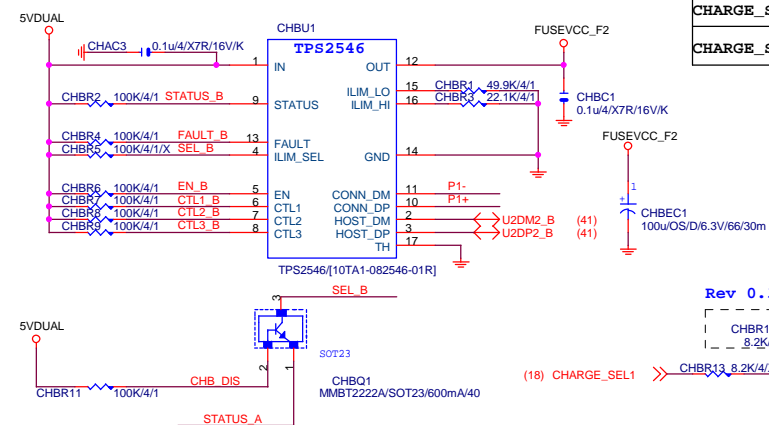 CHARGE_S
CHARGE_S
5VDUAL
CHBU1
FUSEVCC_F2
CHAC3 0.1u/4/X7R/16V/K
TPS2546
1 IN OUT 12
CHBR2 100K/4/1 STATUS_B 9 STATUS
ILIM_LO 15 CHBR1 49.9K/4/1
ILIM_HI 16 CHBR3 22.1K/4/1
CHBC1
0.1u/4/X7R/16V/K
CHBR4 100K/4/1 FAULT_B 13 FAULT
CHBR5 100K/4/1/X SEL_B 4 ILIM_SEL
GND 14
FUSEVCC_F2
CHBR6 100K/4/1 EN_B 5 EN
CHBR7 100K/4/1 CTL1_B 6 CTL1
CHBR8 100K/4/1 CTL2_B 7 CTL2
CHBR9 100K/4/1 CTL3_B 8 CTL3
CONN_DM 11 P1-
CONN_DP 10 P1+
HOST_DM 2 U2DM2_B (41)
HOST_DP 3 U2DP2_B (41)
TH 17
1
+
CHBEC1
100u/OS/D/6.3V/66/30m
TPS2546/[10TA1-082546-01R]
SEL_B
3
Rev 0.
5VDUAL
SOT23
CHBR1
8.2K/
2 1
CHBR11 100K/4/1 CHB_DIS
CHBQ1
MMBT2222A/SOT23/600mA/40
(18) CHARGE_SEL1 CHBR13 8.2K/4/
STATUS_A